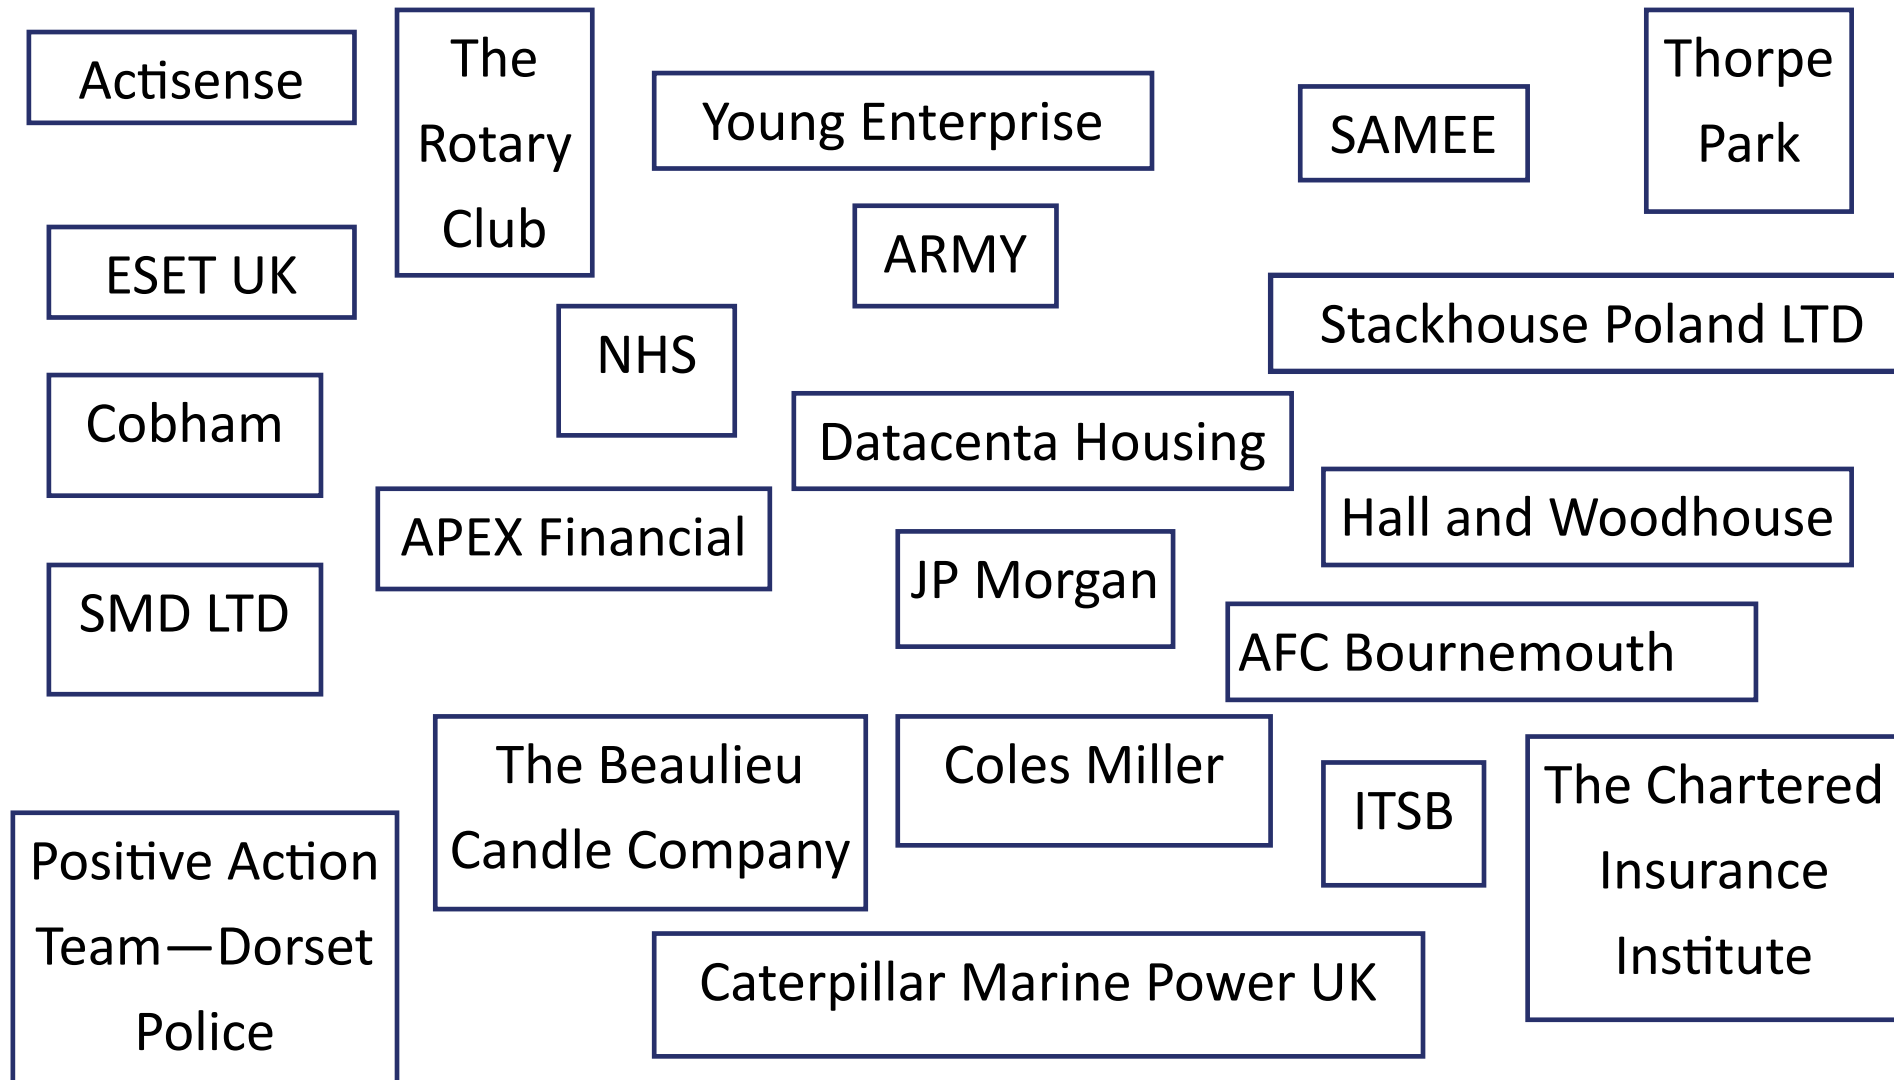 Actisense
The
Rotary
Club
Young Enterprise
SAMEE
Thorpe
Park
ARMY
ESET UK
NHS
Stackhouse Poland LTD
Cobham
Datacenta Housing
APEX Financial
Hall and Woodhouse
JP Morgan
SMD LTD
AFC Bournemouth
The Beaulieu
Candle Company
Coles Miller
ITSB
The Chartered
Insurance
Institute
Positive Action
Team—Dorset
Police
Caterpillar Marine Power UK